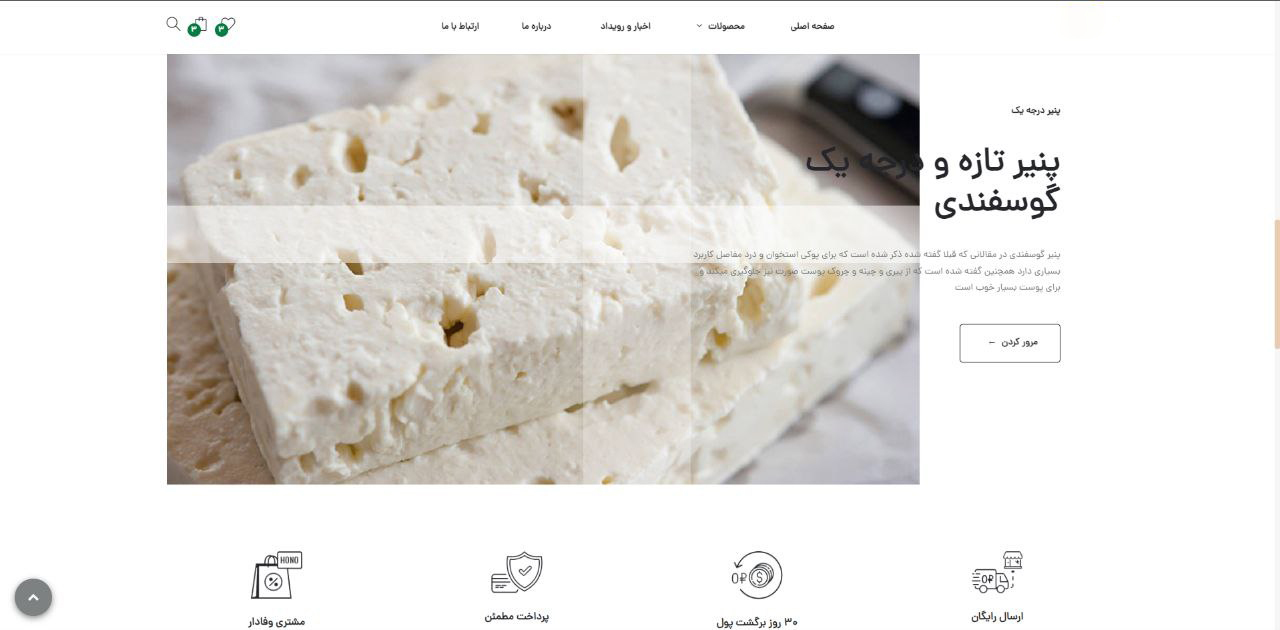 صفحه اصلی
محصولات
اخبار و رویداد
درباره ما
ارتباط با ما
۳
۳
پنیر درجه یک
پنیر تازه و درجه یک
گوسفندی
پنیر گوسفندی در مقالاتی که قبلا گفته شده ذکر شده است که برای پوکی استخوان و درد مفاصل کاربرد
بسیاری دارد همچنین گفته شده است که از پیری و چینه و چروک پوست صورت نیز جلوگیری میکند و
برای پوست بسیار خوب است
مرور کردن ←
ارسال رایگان
۳۰ روز برگشت پول
پرداخت مطمئن
HONO
مشتری وفادار